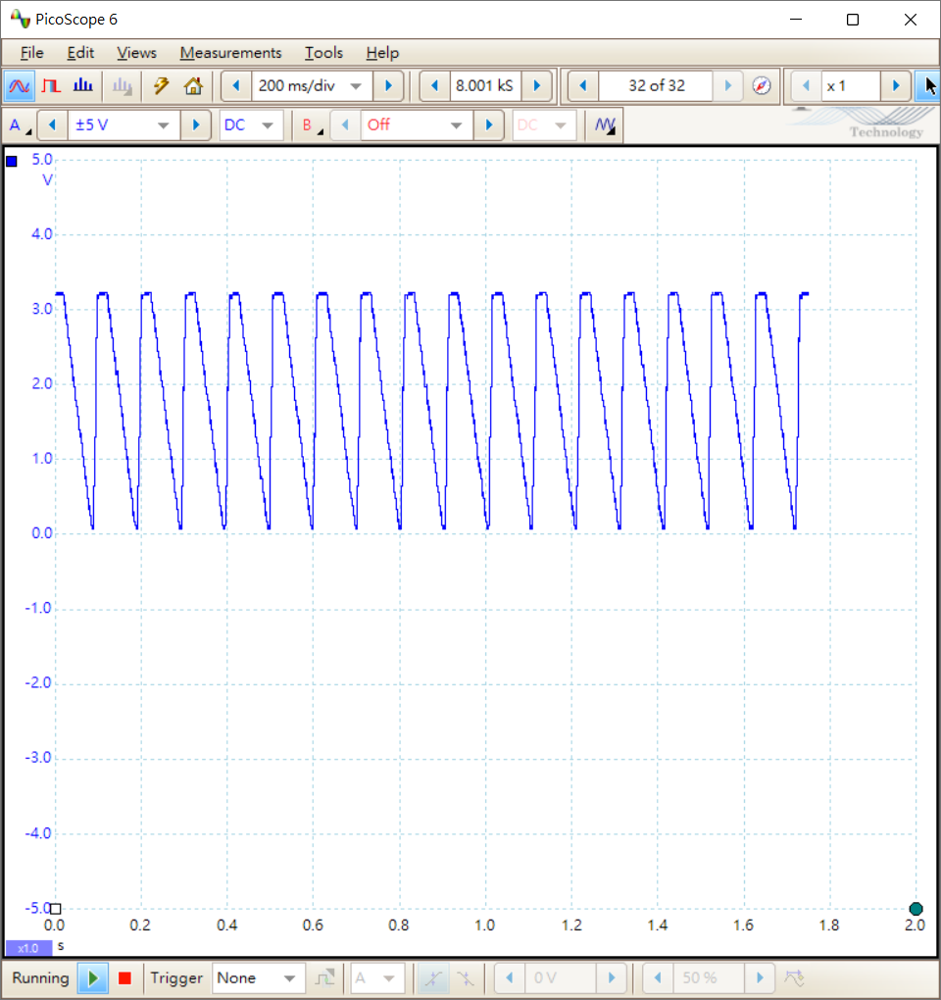 PicoScope 6
File Edit Views Measurements Tools Help
200 ms/div 8.001 kS 32 of 32 x 1
A ±5 V DC B Off DC
Technology
5.0
V
4.0
3.0
2.0
1.0
0.0
-1.0
-2.0
-3.0
-4.0
-5.0
0.0 0.2 0.4 0.6 0.8 1.0 1.2 1.4 1.6 1.8 2.0
x1.0 s
Running Trigger None A 0 V 50 %